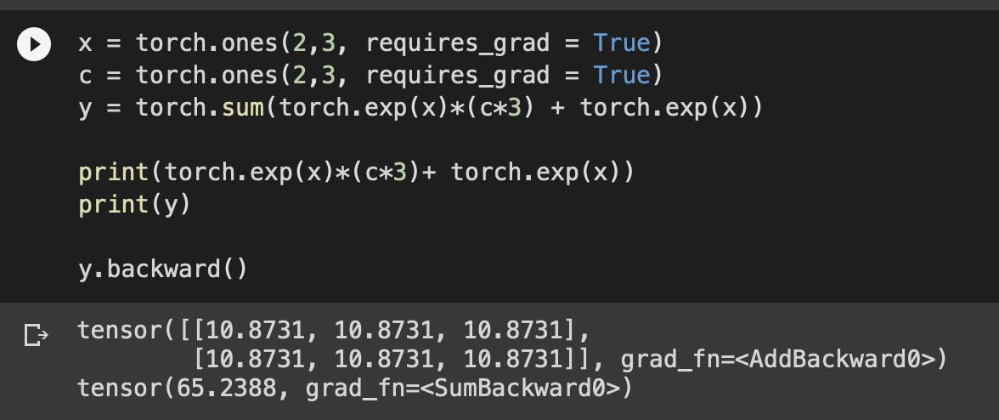 x = torch.ones(2,3, requires_grad = True)
c = torch.ones(2,3, requires_grad = True)
y = torch.sum(torch.exp(x)*(c*3) + torch.exp(x))
print(torch.exp(x)*(c*3)+ torch.exp(x))
print(y)
y.backward()
tensor([[10.8731, 10.8731, 10.8731],
        [10.8731, 10.8731, 10.8731]], grad_fn=<AddBackward0>)
tensor(65.2388, grad_fn=<SumBackward0>)